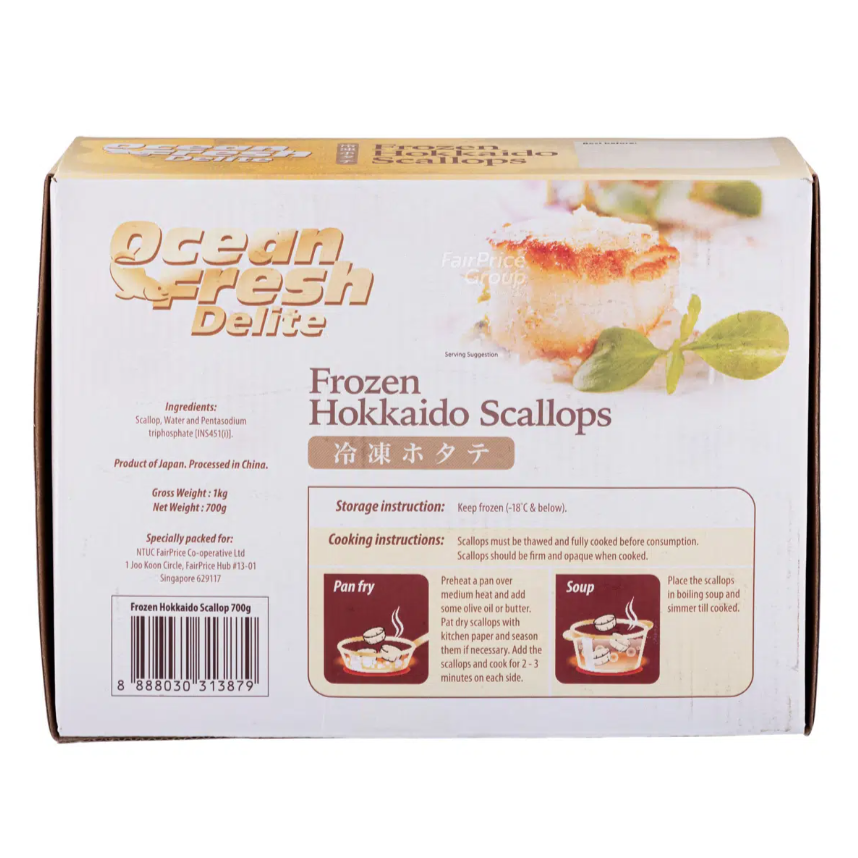 Ocean
Fresh
Delite
冷凍ホタテ
Frozen
Hokkaido
Scallops
Best before:
Ocean
Fresh
Delite
FairPrice
Group
Serving Suggestion
Frozen
Hokkaido Scallops
冷凍ホタテ
Ingredients:
Scallop, Water and Pentasodium
triphosphate [INS451(i)].
Product of Japan. Processed in China.
Gross Weight : 1kg
Net Weight : 700g
Specially packed for:
NTUC FairPrice Co-operative Ltd
1 Joo Koon Circle, FairPrice Hub #13-01
Singapore 629117
Frozen Hokkaido Scallop 700g
8 888030 313879
Storage instruction: Keep frozen (-18˚C & below).
Cooking instructions: Scallops must be thawed and fully cooked before consumption.
Scallops should be firm and opaque when cooked.
Pan fry
Preheat a pan over
medium heat and add
some olive oil or butter.
Pat dry scallops with
kitchen paper and season
them if necessary. Add the
scallops and cook for 2 - 3
minutes on each side.
Soup
Place the scallops
in boiling soup and
simmer till cooked.